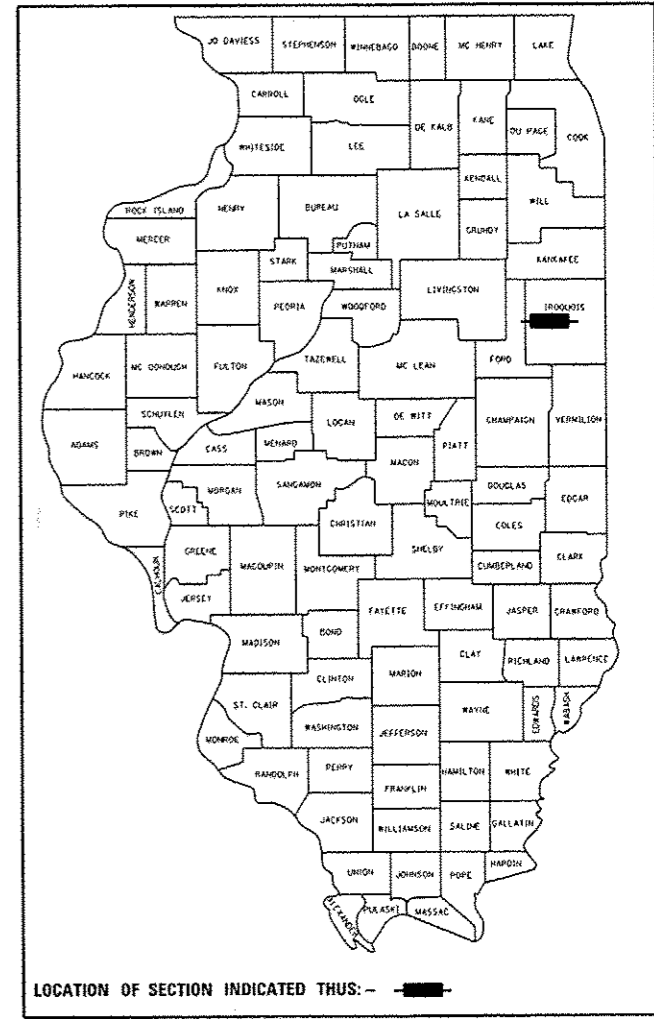 JO DAVIESS STEPHENSON WINNEBAGO BOONE MC HENRY LAKE
CARROLL OGLE DE KALB KANE DU PAGE COOK
WHITESIDE LEE
KENDALL WILL
ROCK ISLAND HENRY BUREAU LA SALLE GRUNDY
MERCER PUTNAM
STARK MARSHALL KANKAKEE
HENDERSON WARREN KNOX PEORIA WOODFORD LIVINGSTON IROQUOIS
HANCOCK MC DONOUGH FULTON TAZEWELL MC LEAN FORD
MASON
SCHUYLER LOGAN DE WITT CHAMPAIGN VERMILION
ADAMS BROWN CASS MENARD MACON PIATT
PIKE SCOTT MORGAN SANGAMON MOULTRIE DOUGLAS EDGAR
CHRISTIAN COLES
CALHOUN GREENE MACOUPIN MONTGOMERY SHELBY CUMBERLAND CLARK
JERSEY FAYETTE EFFINGHAM JASPER CRAWFORD
MADISON BOND CLAY RICHLAND LAWRENCE
CLINTON MARION
ST. CLAIR WAYNE EDWARDS WABASH
MONROE WASHINGTON JEFFERSON
RANDOLPH PERRY FRANKLIN HAMILTON WHITE
JACKSON WILLIAMSON SALINE GALLATIN
UNION JOHNSON POPE HARDIN
ALEXANDER PULASKI MASSAC
LOCATION OF SECTION INDICATED THUS:–